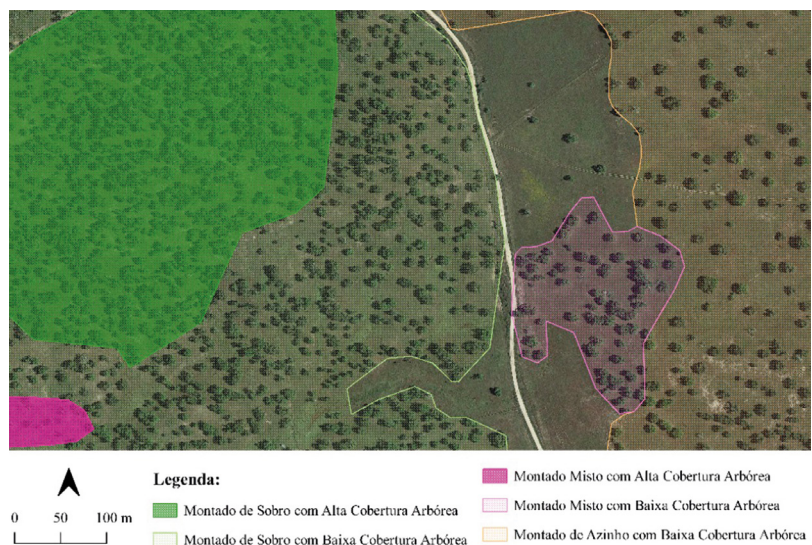 Legenda:
Montado de Sobro com Alta Cobertura Arbórea
Montado de Sobro com Baixa Cobertura Arbórea
Montado Misto com Alta Cobertura Arbórea
Montado Misto com Baixa Cobertura Arbórea
Montado de Azinho com Baixa Cobertura Arbórea
0 50 100 m